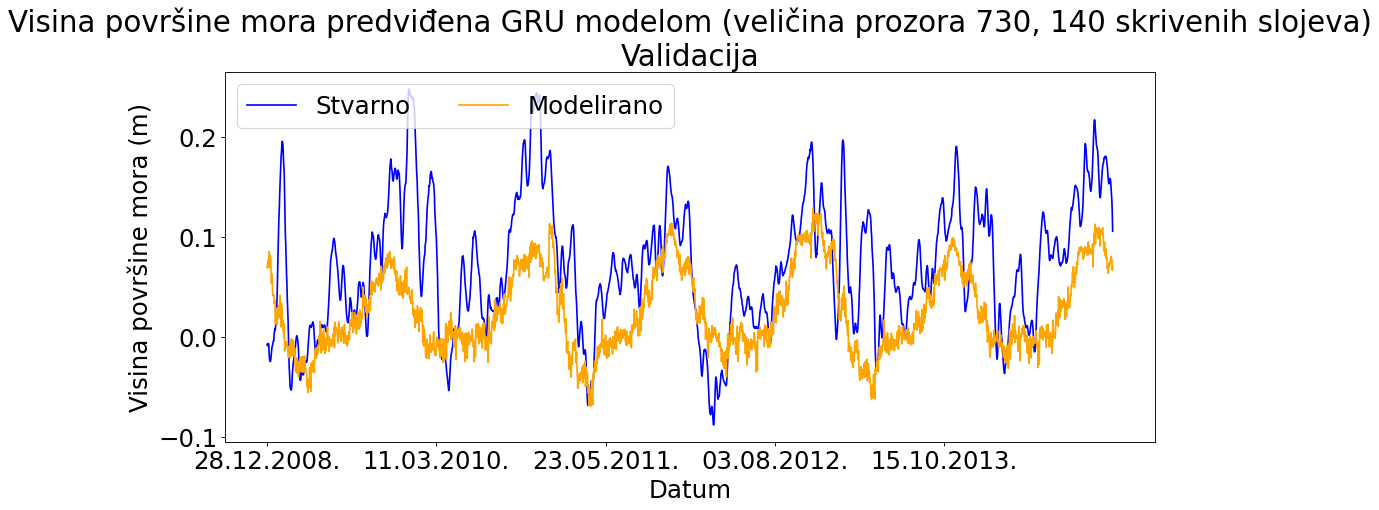 Visina površine mora predviđena GRU modelom (veličina prozora 730, 140 skrivenih slojeva)
Validacija
Stvarno Modelirano
Visina površine mora (m)
0.2
0.1
0.0
−0.1
28.12.2008. 11.03.2010. 23.05.2011. 03.08.2012. 15.10.2013.
Datum